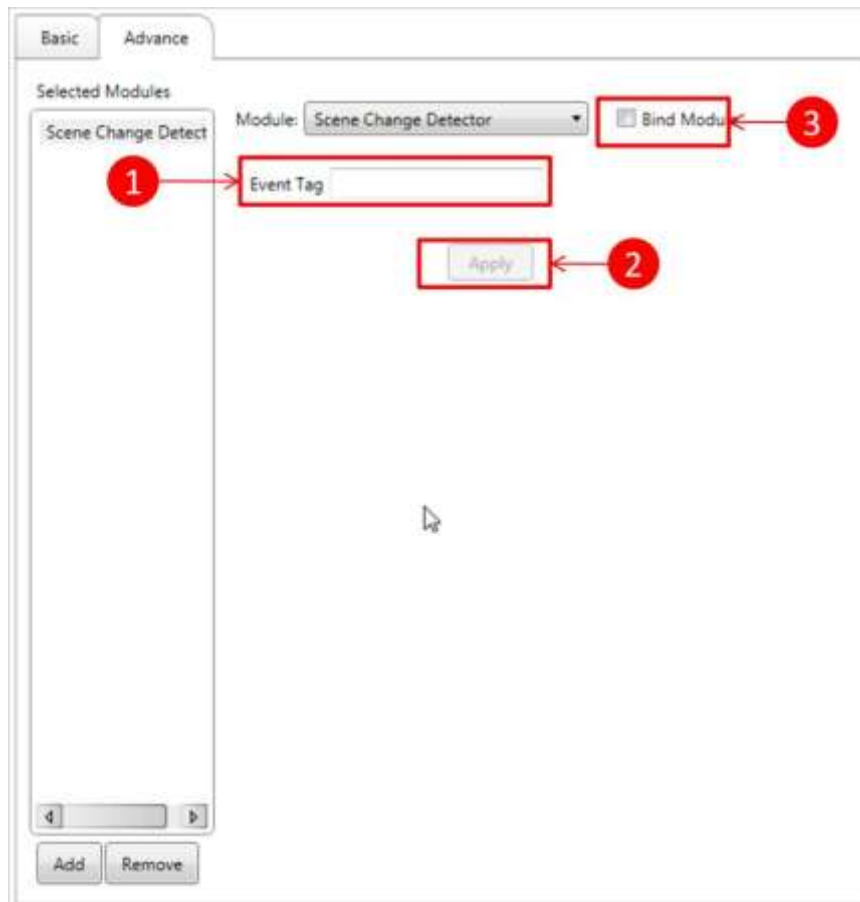 Basic
Advance
Selected Modules
Scene Change Detect
Module: Scene Change Detector
Bind Modu
3
1
Event Tag
Apply
2
Add
Remove